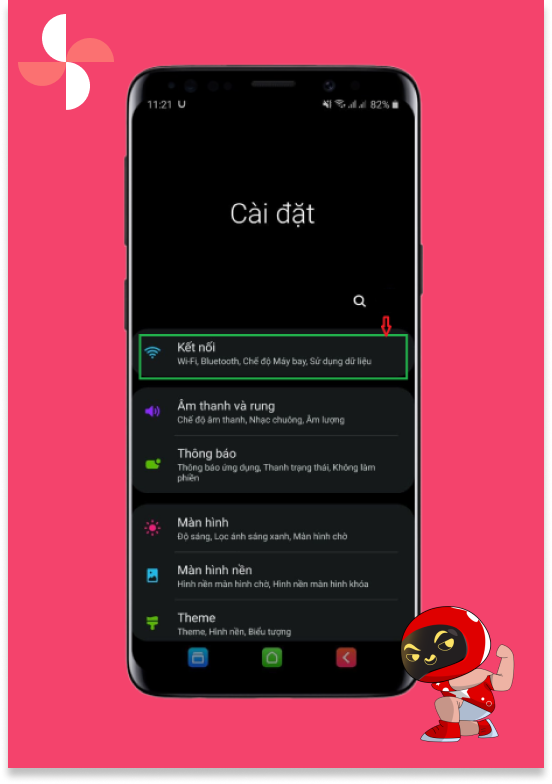 11:21 U 82%
Cài đặt
Kết nối
Wi-Fi, Bluetooth, Chế độ Máy bay, Sử dụng dữ liệu
Âm thanh và rung
Chế độ âm thanh, Nhạc chuông, Âm lượng
Thông báo
Thông báo ứng dụng, Thanh trạng thái, Không làm
phiền
Màn hình
Độ sáng, Lọc ánh sáng xanh, Màn hình chờ
Màn hình nền
Hình nền màn hình chờ, Hình nền màn hình khóa
Theme
Theme, Hình nền, Biểu tượng